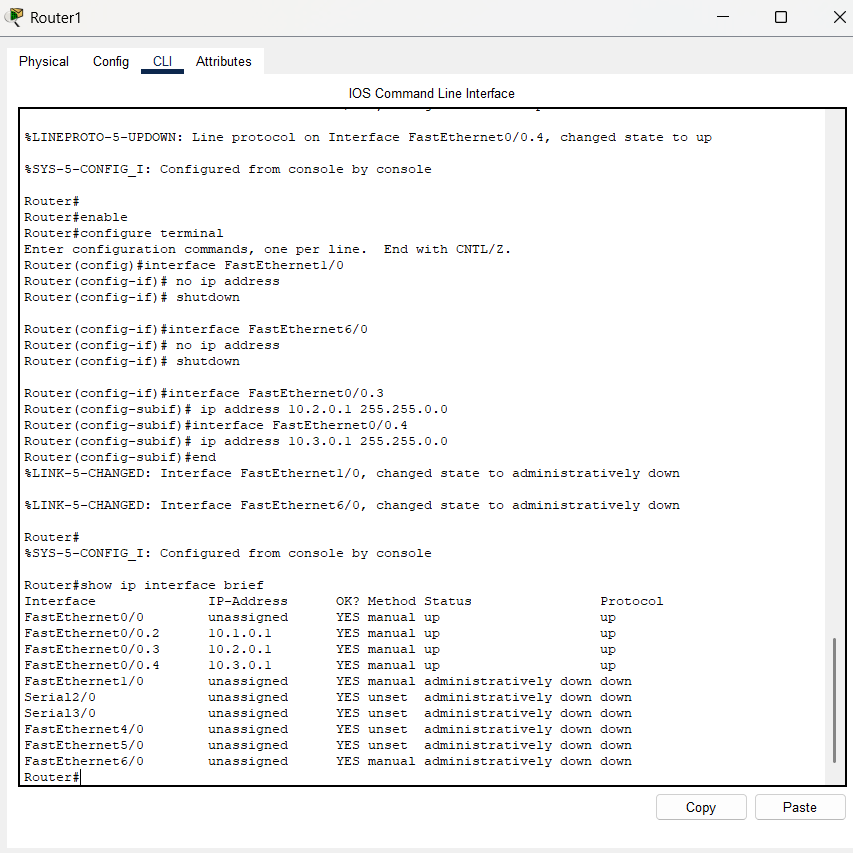 Router1
Physical Config CLI Attributes
IOS Command Line Interface
%LINEPROTO-5-UPDOWN: Line protocol on Interface FastEthernet0/0.4, changed state to up
%SYS-5-CONFIG_I: Configured from console by console
Router#
Router#enable
Router#configure terminal
Enter configuration commands, one per line.  End with CNTL/Z.
Router(config)#interface FastEthernet1/0
Router(config-if)# no ip address
Router(config-if)# shutdown
Router(config-if)#interface FastEthernet6/0
Router(config-if)# no ip address
Router(config-if)# shutdown
Router(config-if)#interface FastEthernet0/0.3
Router(config-subif)# ip address 10.2.0.1 255.255.0.0
Router(config-subif)#interface FastEthernet0/0.4
Router(config-subif)# ip address 10.3.0.1 255.255.0.0
Router(config-subif)#end
%LINK-5-CHANGED: Interface FastEthernet1/0, changed state to administratively down
%LINK-5-CHANGED: Interface FastEthernet6/0, changed state to administratively down
Router#
%SYS-5-CONFIG_I: Configured from console by console
Router#show ip interface brief
Interface              IP-Address      OK? Method Status                Protocol
FastEthernet0/0        unassigned      YES manual up                    up
FastEthernet0/0.2      10.1.0.1        YES manual up                    up
FastEthernet0/0.3      10.2.0.1        YES manual up                    up
FastEthernet0/0.4      10.3.0.1        YES manual up                    up
FastEthernet1/0        unassigned      YES manual administratively down down
Serial2/0              unassigned      YES unset  administratively down down
Serial3/0              unassigned      YES unset  administratively down down
FastEthernet4/0        unassigned      YES unset  administratively down down
FastEthernet5/0        unassigned      YES unset  administratively down down
FastEthernet6/0        unassigned      YES manual administratively down down
Router#
Copy Paste